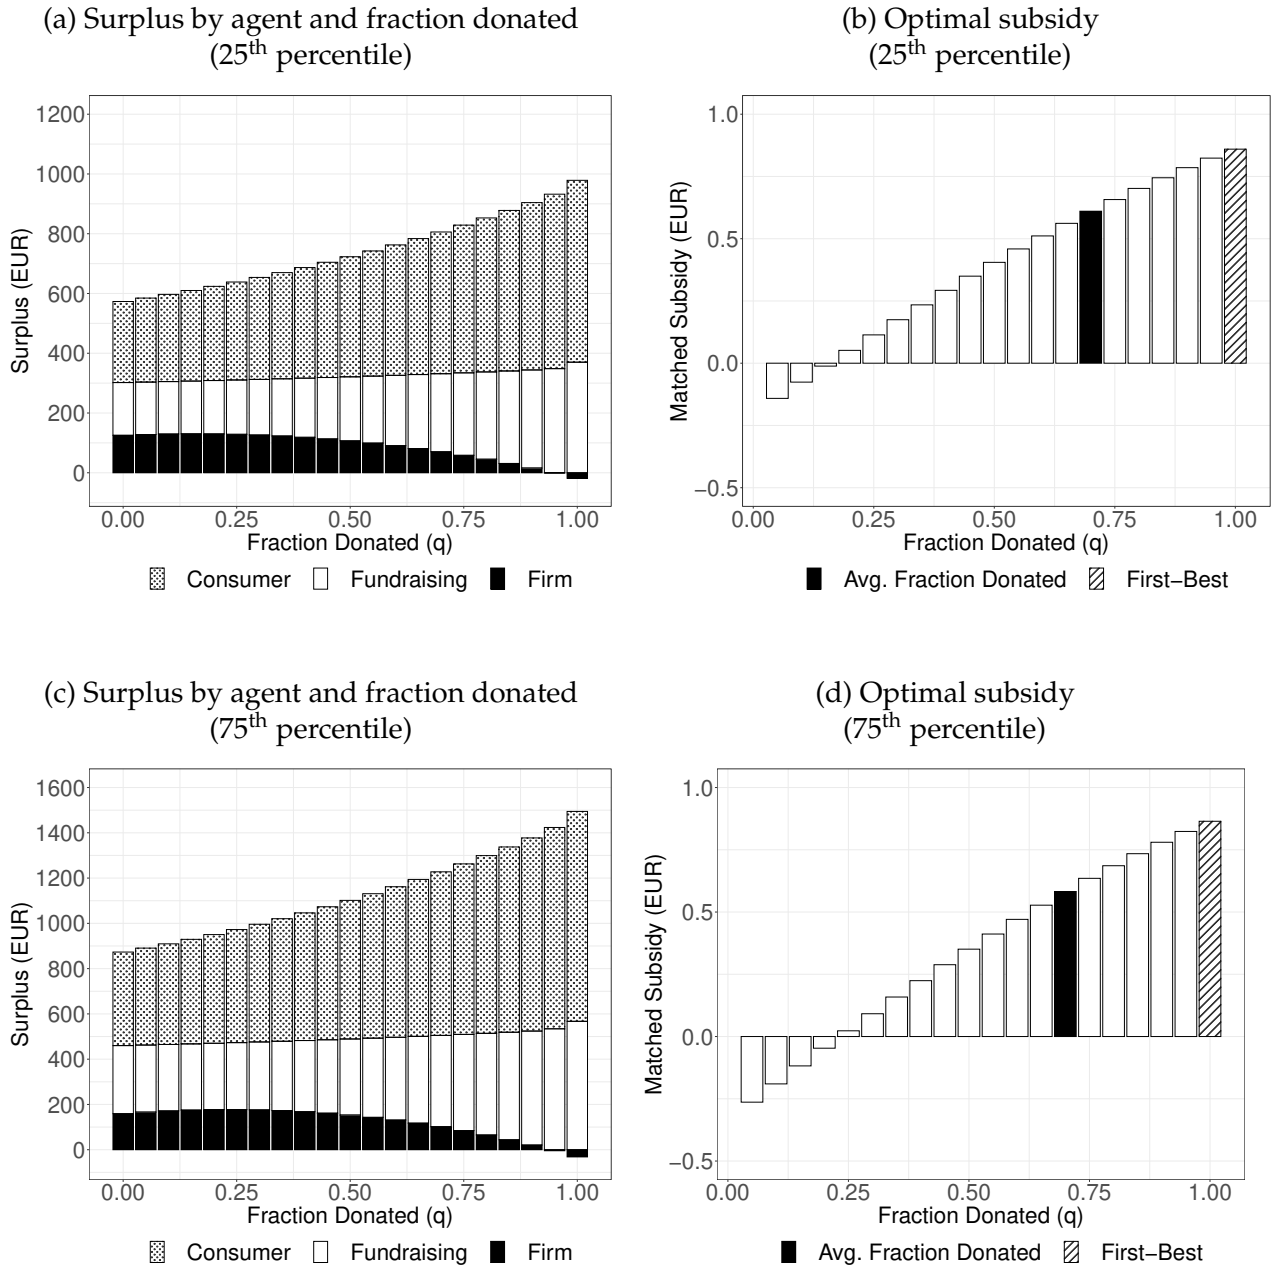 (a) Surplus by agent and fraction donated
(25th percentile)
1200
1000
800
600
400
200
0
Surplus (EUR)
0.00 0.25 0.50 0.75 1.00
Fraction Donated (q)
Consumer Fundraising Firm
(b) Optimal subsidy
(25th percentile)
1.0
0.5
0.0
−0.5
Matched Subsidy (EUR)
0.00 0.25 0.50 0.75 1.00
Fraction Donated (q)
Avg. Fraction Donated First−Best
(c) Surplus by agent and fraction donated
(75th percentile)
1600
1400
1200
1000
800
600
400
200
0
Surplus (EUR)
0.00 0.25 0.50 0.75 1.00
Fraction Donated (q)
Consumer Fundraising Firm
(d) Optimal subsidy
(75th percentile)
1.0
0.5
0.0
−0.5
Matched Subsidy (EUR)
0.00 0.25 0.50 0.75 1.00
Fraction Donated (q)
Avg. Fraction Donated First−Best